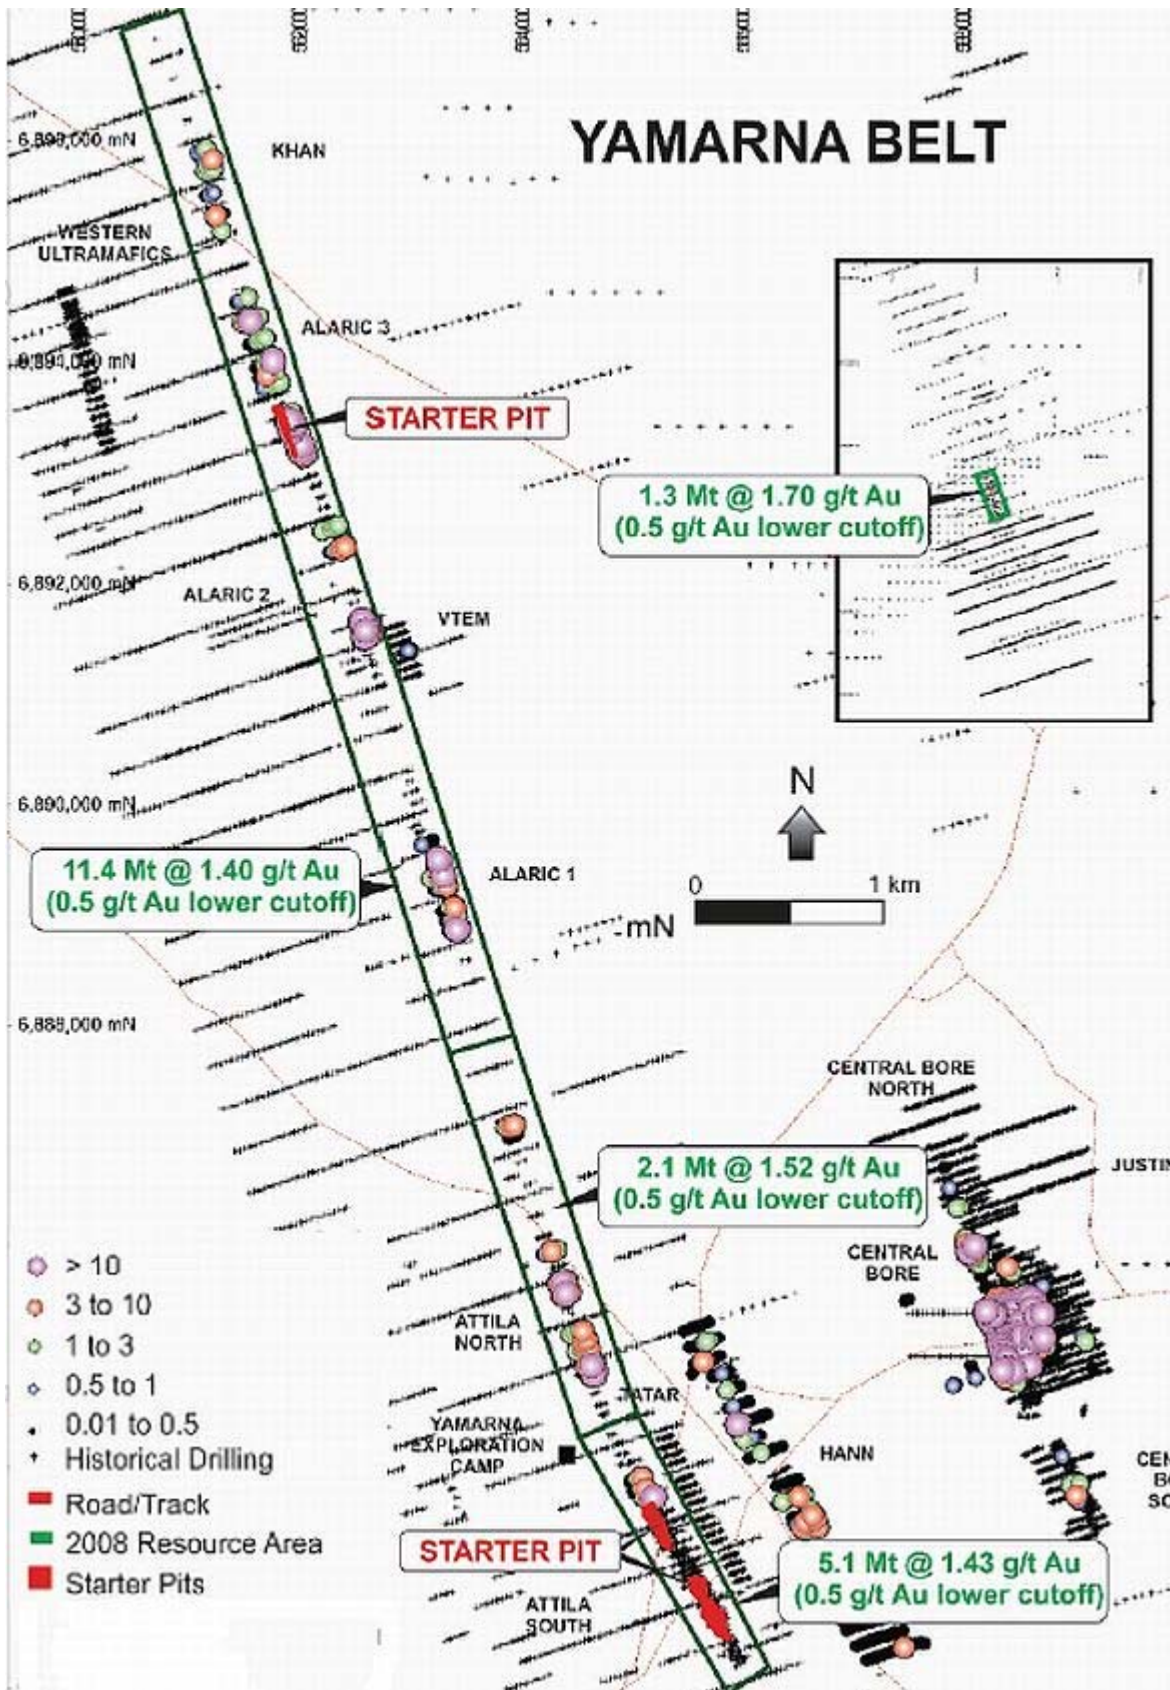 YAMARNA BELT
KHAN
WESTERN
ULTRAMAFICS
ALARIC 3
STARTER PIT
1.3 Mt @ 1.70 g/t Au
(0.5 g/t Au lower cutoff)
6,892,000 mN
ALARIC 2
VTEM
6,890,000 mN
N
11.4 Mt @ 1.40 g/t Au
(0.5 g/t Au lower cutoff)
ALARIC 1
0 1 km
-mN
6,888,000 mN
CENTRAL BORE
NORTH
2.1 Mt @ 1.52 g/t Au
(0.5 g/t Au lower cutoff)
CENTRAL
BORE
> 10
3 to 10
1 to 3
0.5 to 1
0.01 to 0.5
Historical Drilling
Road/Track
2008 Resource Area
Starter Pits
ATTILA
NORTH
TATAR
YAMARNA
EXPLORATION
CAMP
HANN
STARTER PIT
5.1 Mt @ 1.43 g/t Au
(0.5 g/t Au lower cutoff)
ATTILA
SOUTH